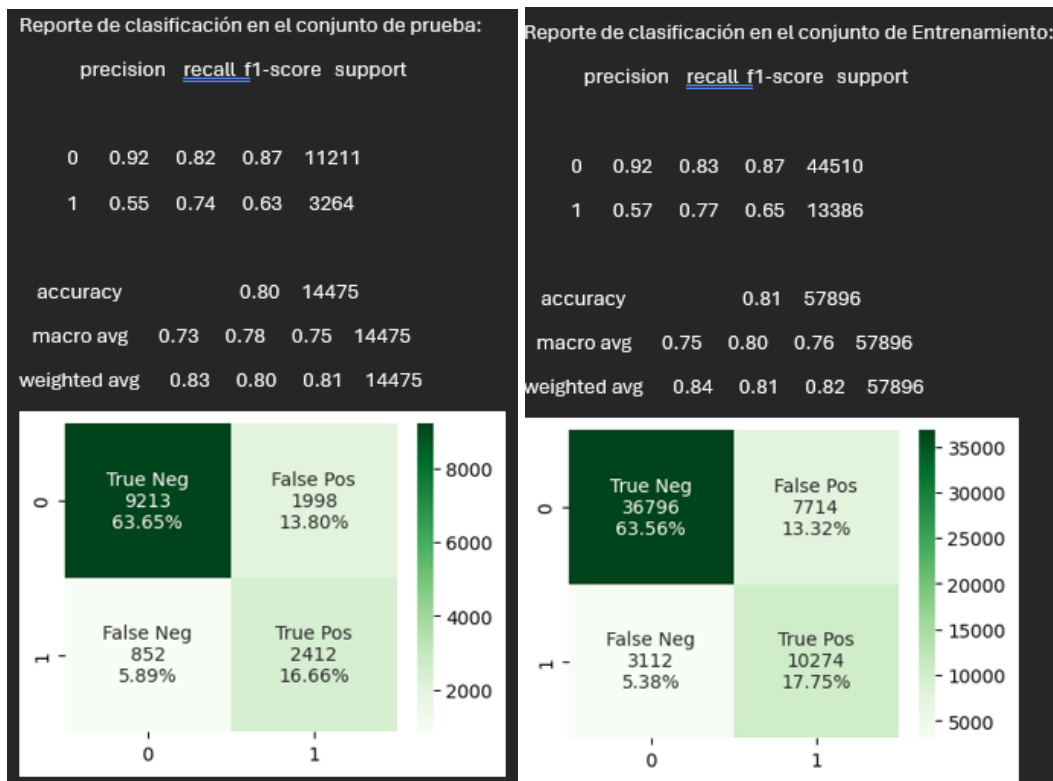 Reporte de clasificación en el conjunto de prueba:
precision recall f1-score support
0 0.92 0.82 0.87 11211
1 0.55 0.74 0.63 3264
accuracy 0.80 14475
macro avg 0.73 0.78 0.75 14475
weighted avg 0.83 0.80 0.81 14475
0
1
True Neg
9213
63.65%
False Pos
1998
13.80%
False Neg
852
5.89%
True Pos
2412
16.66%
0 1
8000
6000
4000
2000
Reporte de clasificación en el conjunto de Entrenamiento:
precision recall f1-score support
0 0.92 0.83 0.87 44510
1 0.57 0.77 0.65 13386
accuracy 0.81 57896
macro avg 0.75 0.80 0.76 57896
weighted avg 0.84 0.81 0.82 57896
0
1
True Neg
36796
63.56%
False Pos
7714
13.32%
False Neg
3112
5.38%
True Pos
10274
17.75%
0 1
35000
30000
25000
20000
15000
10000
5000